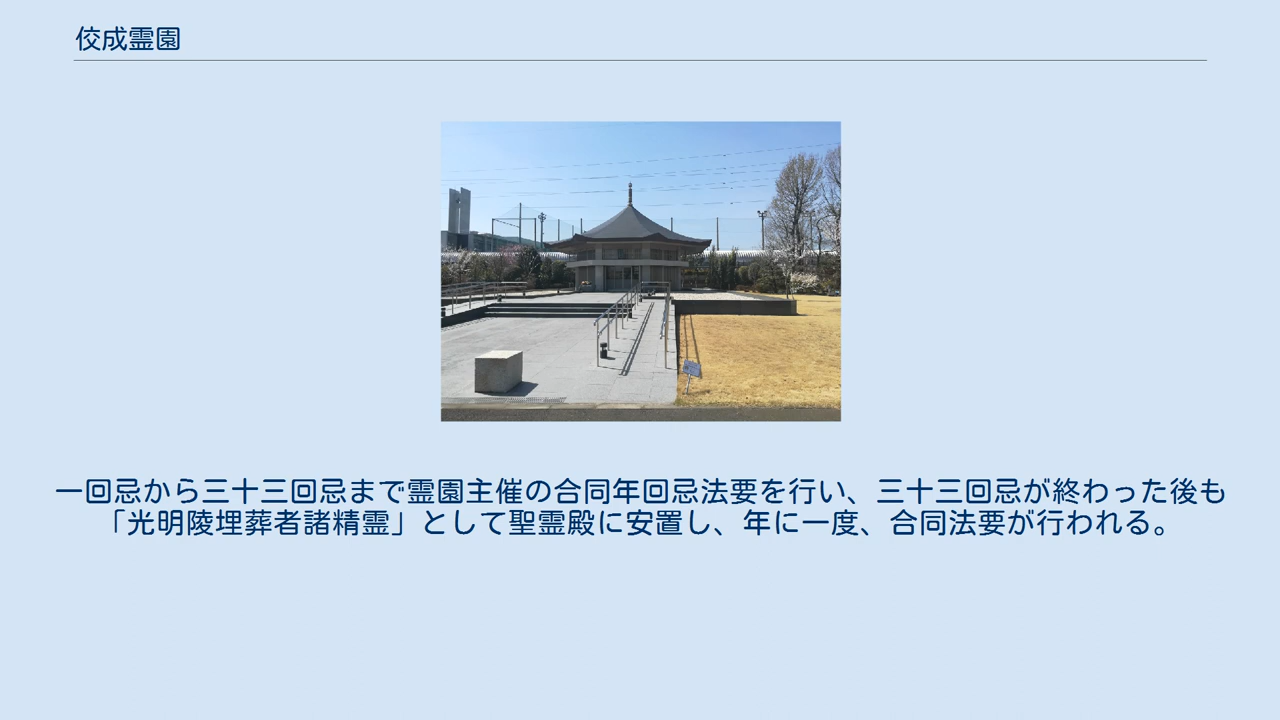 佼成霊園
一回忌から三十三回忌まで霊園主催の合同年回忌法要を行い、三十三回忌が終わった後も
「光明陵埋葬者諸精霊」として聖霊殿に安置し、年に一度、合同法要が行われる。